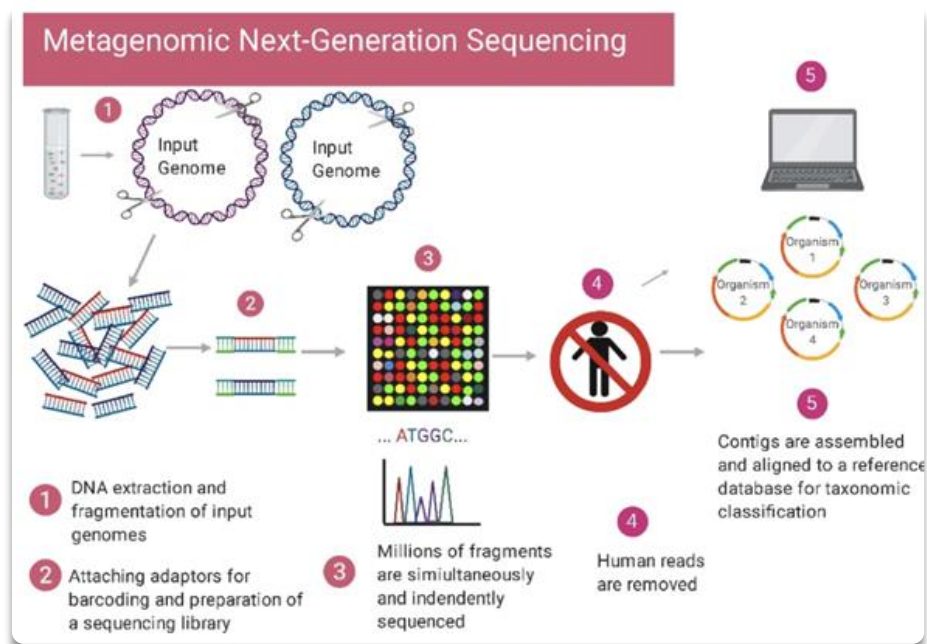 Metagenomic Next-Generation Sequencing
1
Input
Genome
Input
Genome
5
Organism
1
Organism
2
Organism
3
Organism
4
2
3
4
... ATGGC...
5
Contigs are assembled
and aligned to a reference
database for taxonomic
classification
1
DNA extraction and
fragmentation of input
genomes
2
Attaching adaptors for
barcoding and preparation of
a sequencing library
3
Millions of fragments
are simiultaneously
and indendently
sequenced
4
Human reads
are removed